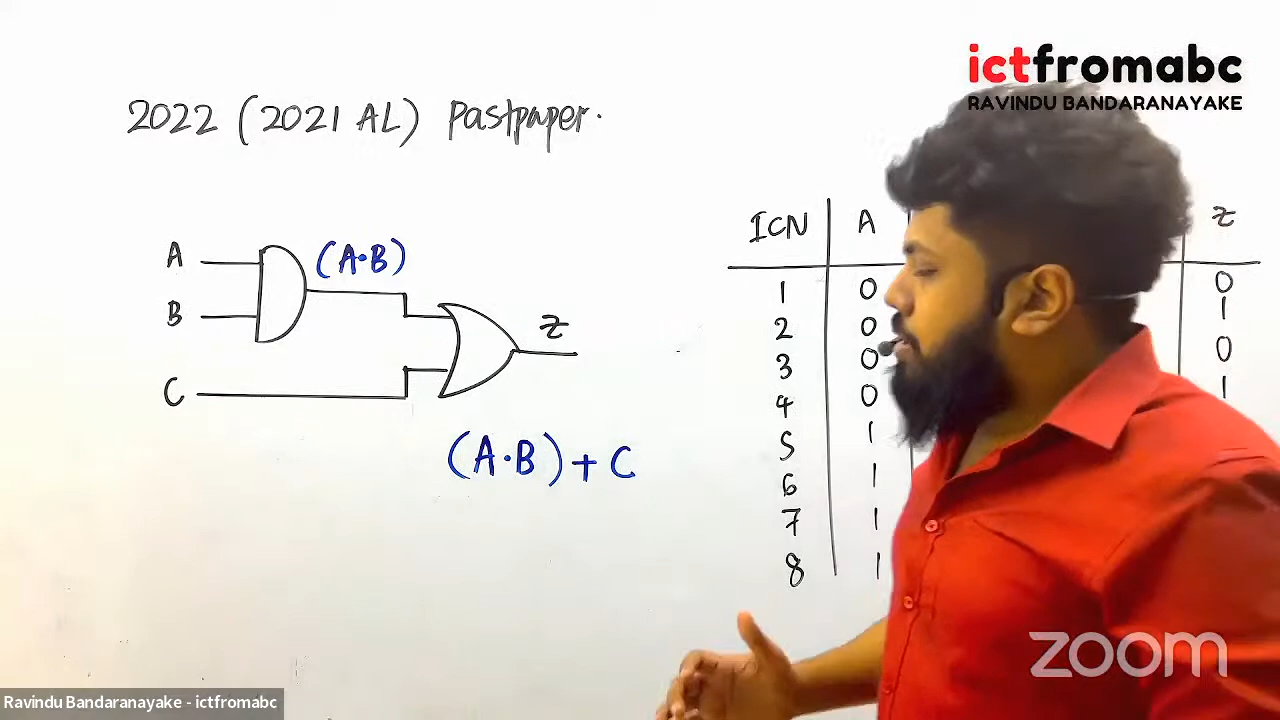 ictfromabc
RAVINDU BANDARANAYAKE
2022 (2021 AL) Pastpaper.
A
(A·B)
B
Z
C
(A·B) + C
ICN A Z
1 0 0
2 0 1
3 0 0
4 0 1
5 1
6 1
7 1
8 1
zoom
Ravindu Bandaranayake - ictfromabc